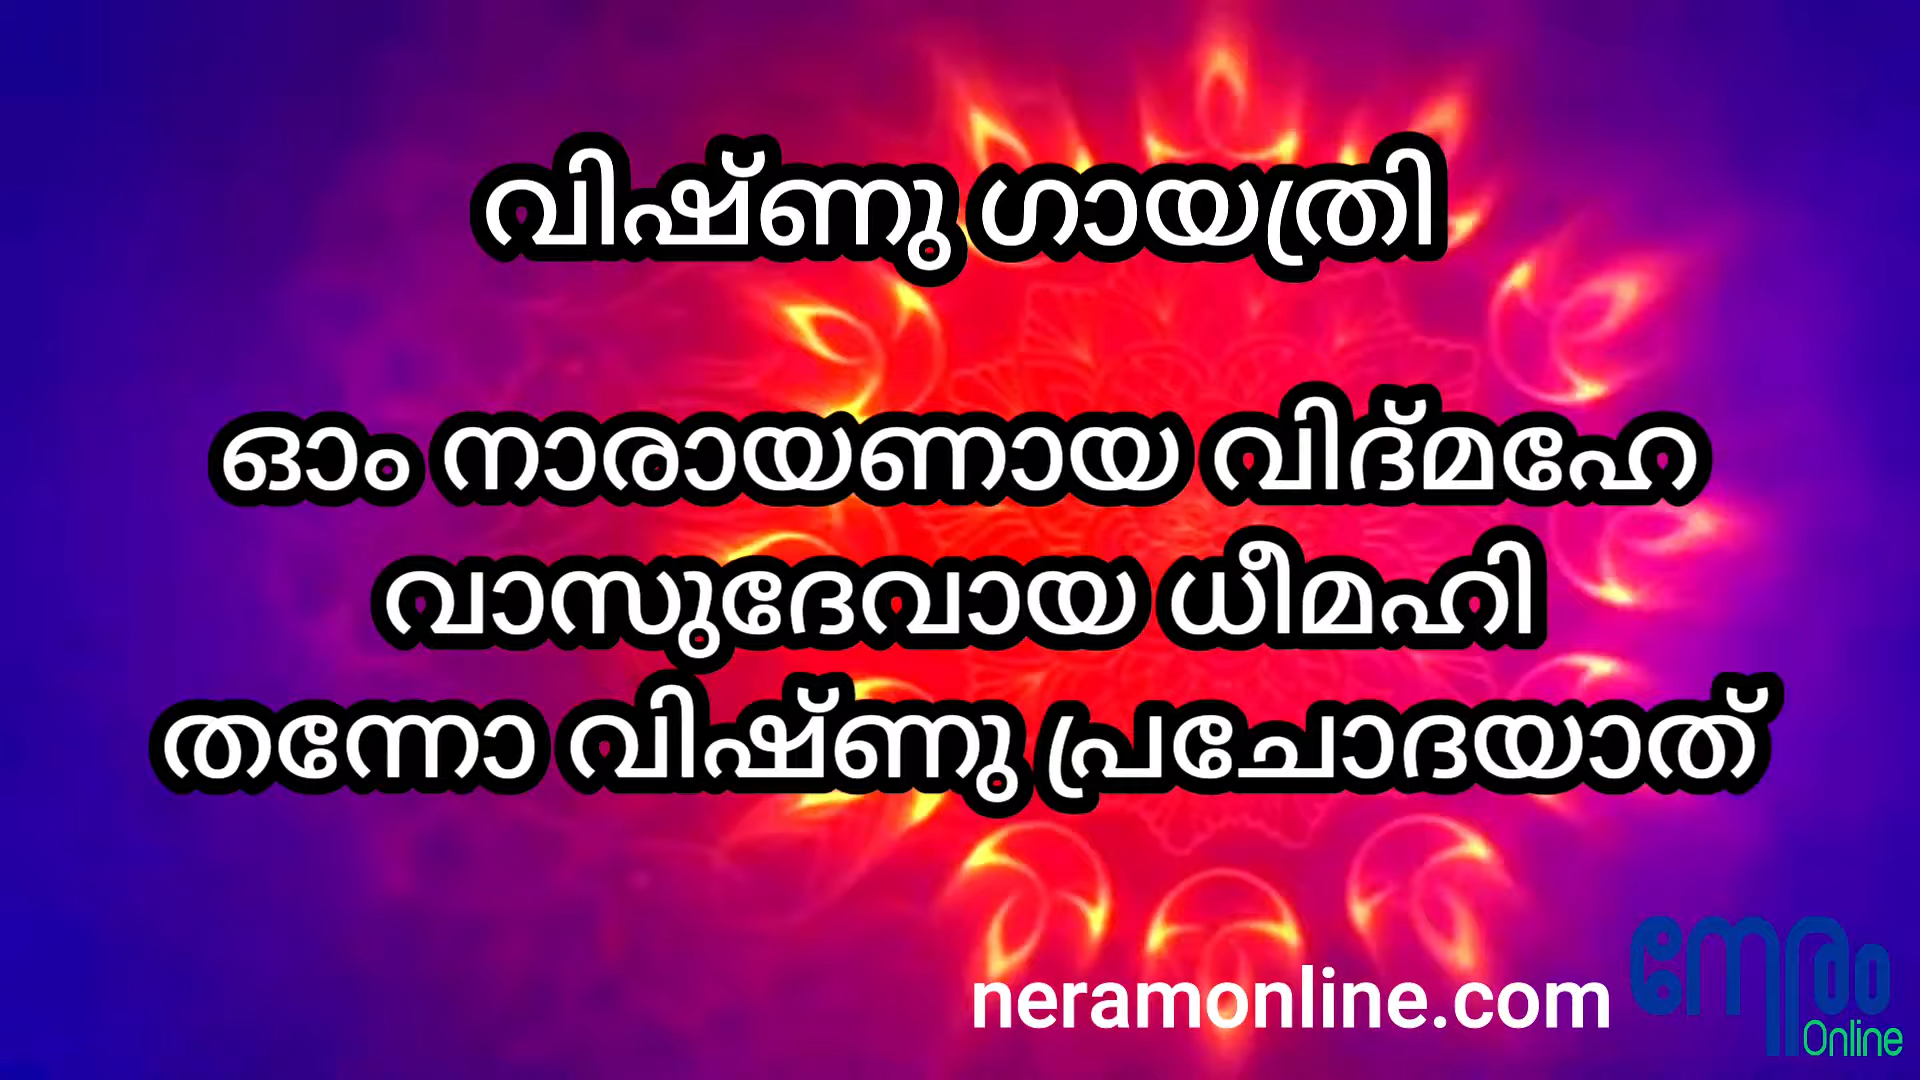 വിഷ്ണു ഗായത്രി
ഓം നാരായണായ വിദ്മഹേ
വാസുദേവായ ധീമഹി
തന്നോ വിഷ്ണു പ്രചോദയാത്
neramonline.com
നേരം
Online